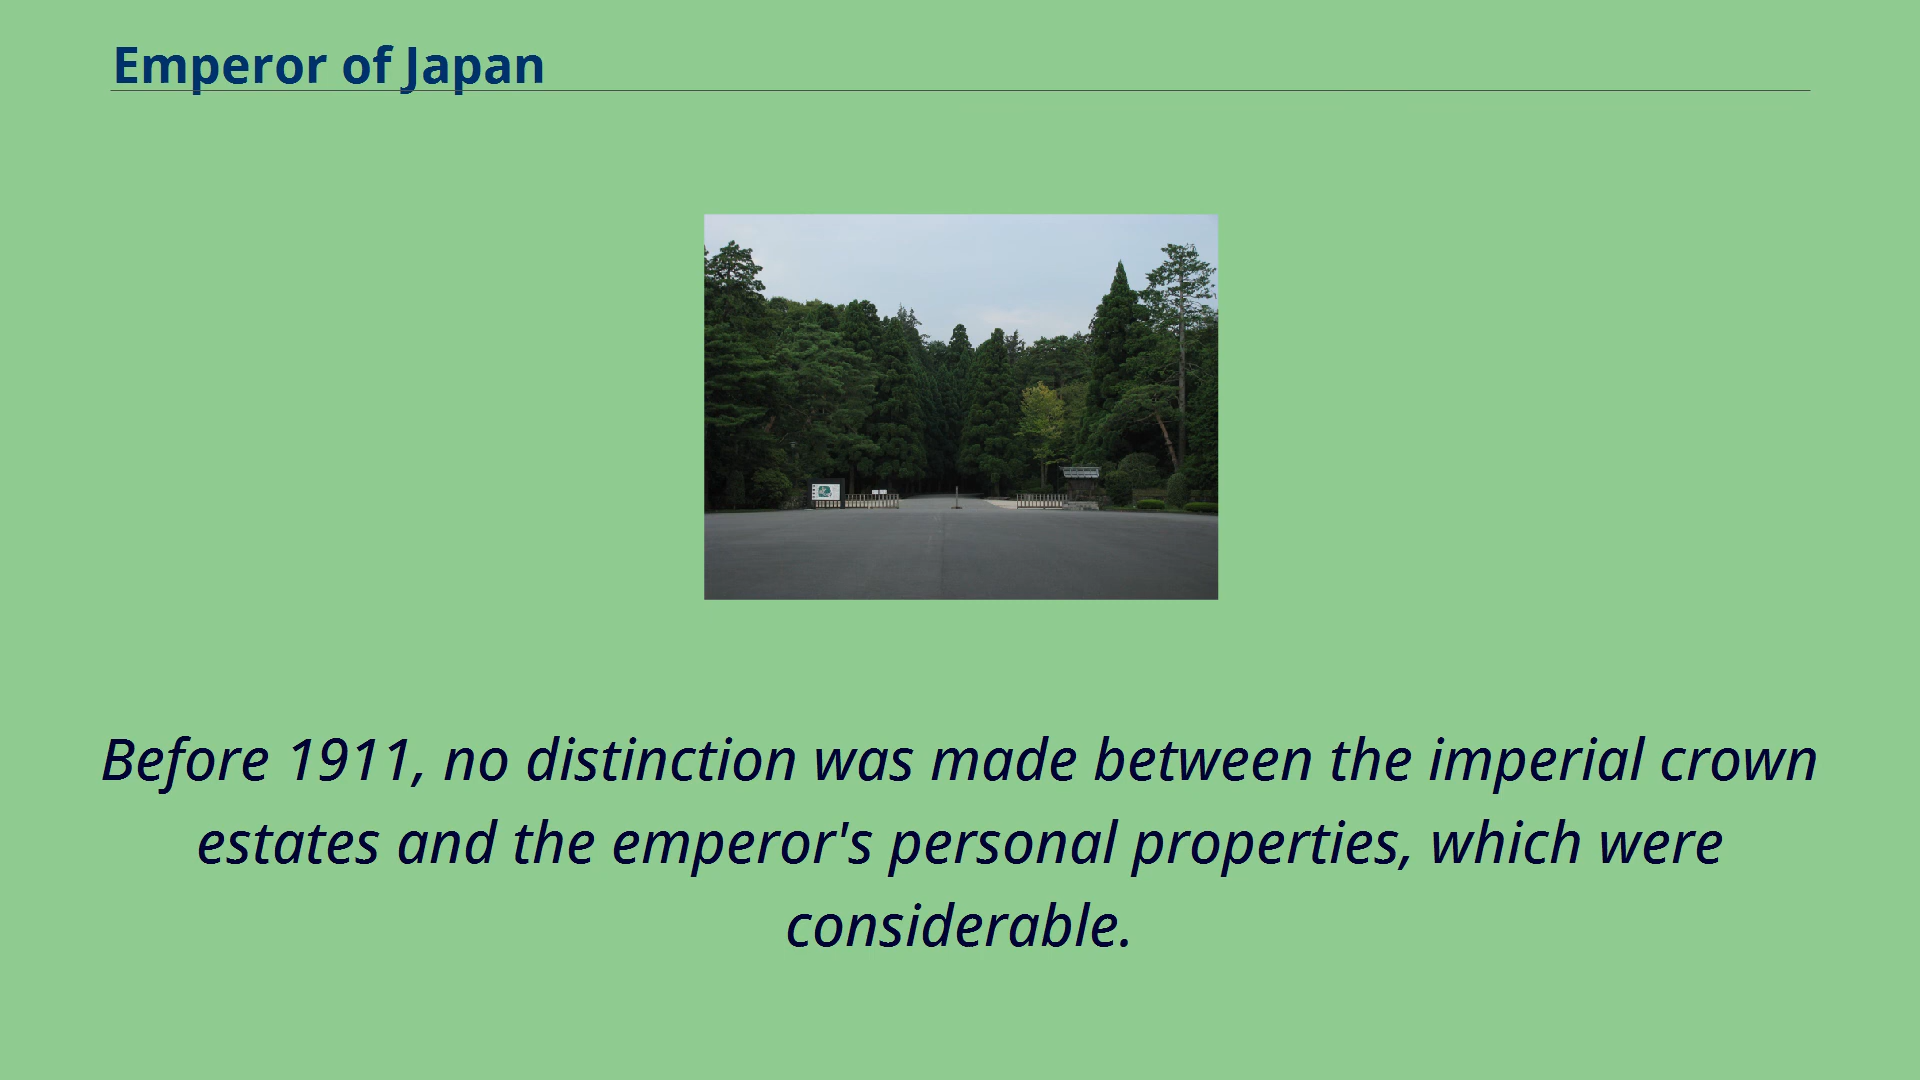 Emperor of Japan
Before 1911, no distinction was made between the imperial crown
estates and the emperor's personal properties, which were
considerable.